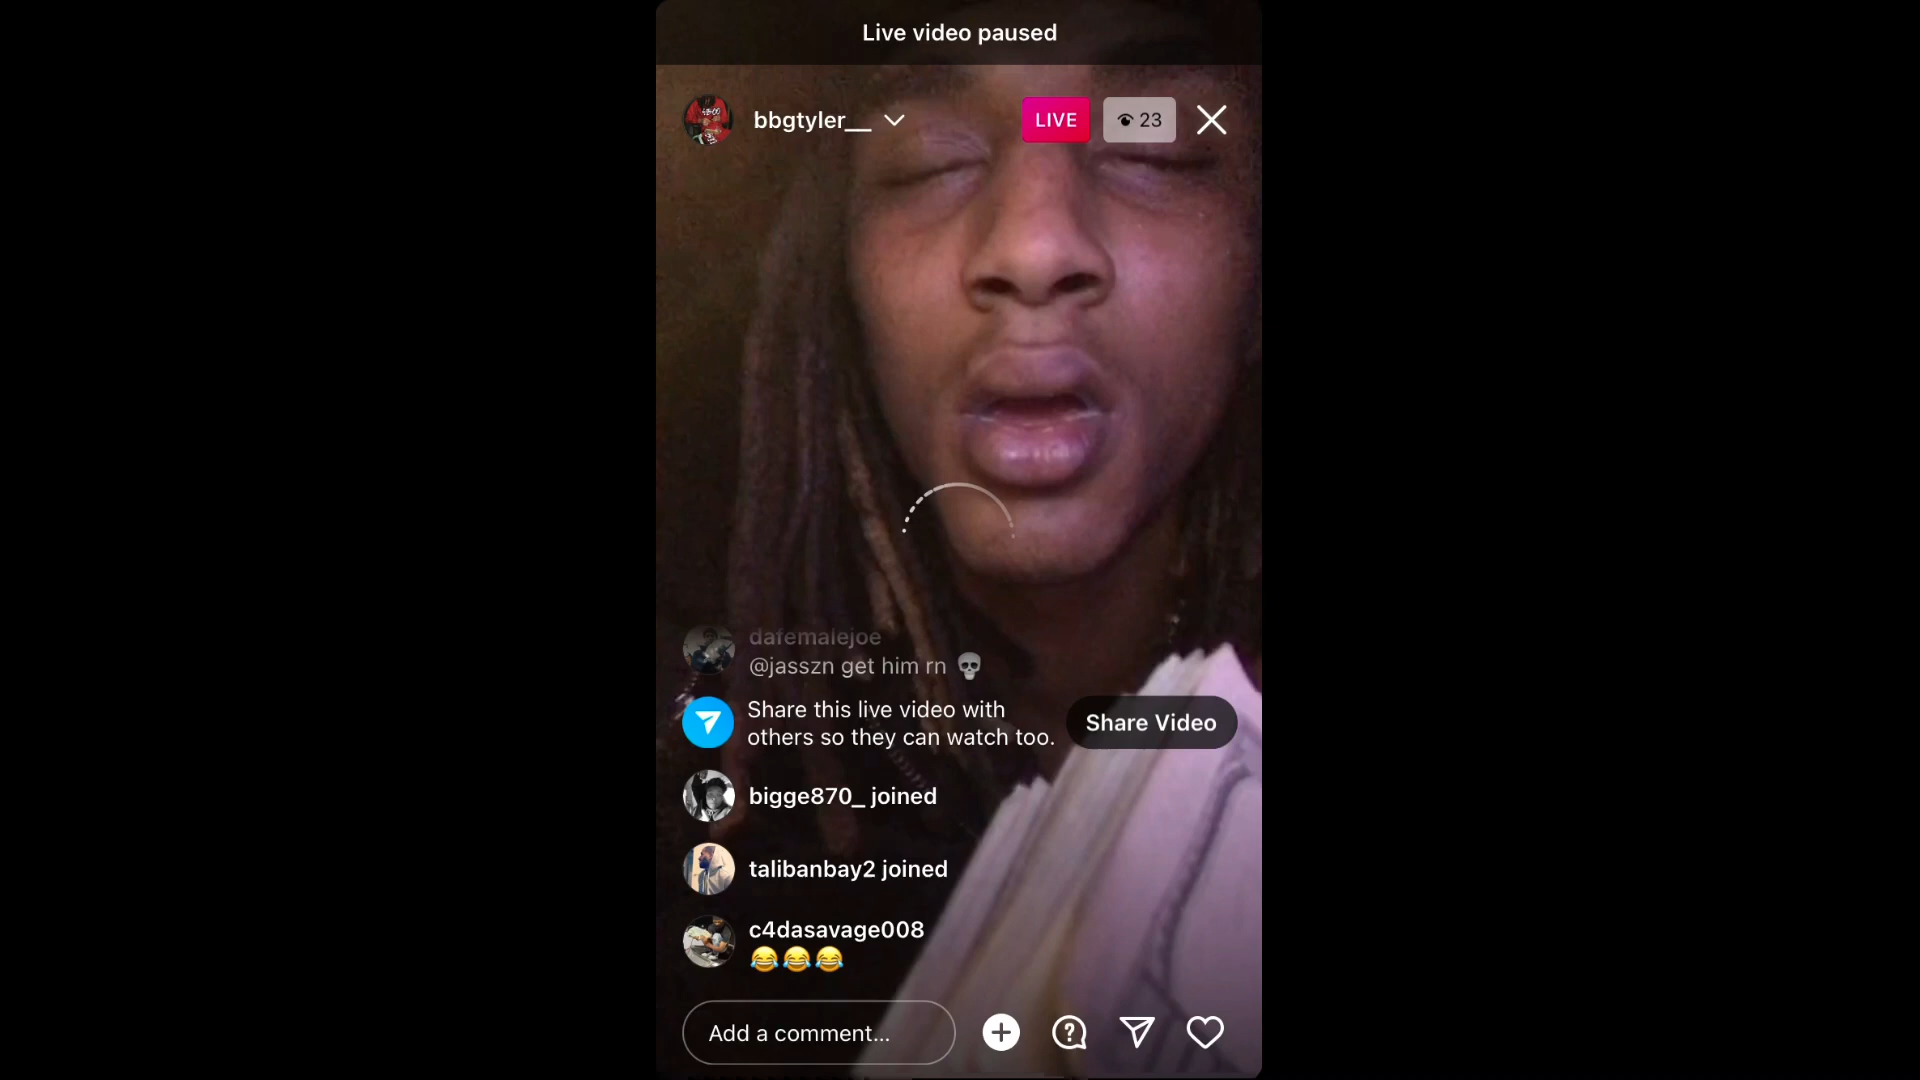 Live video paused
bbgtyler__
LIVE
23
dafemalejoe
@jasszn get him rn 💀
Share this live video with
others so they can watch too.
Share Video
bigge870_ joined
talibanbay2 joined
c4dasavage008
😂😂😂
Add a comment...